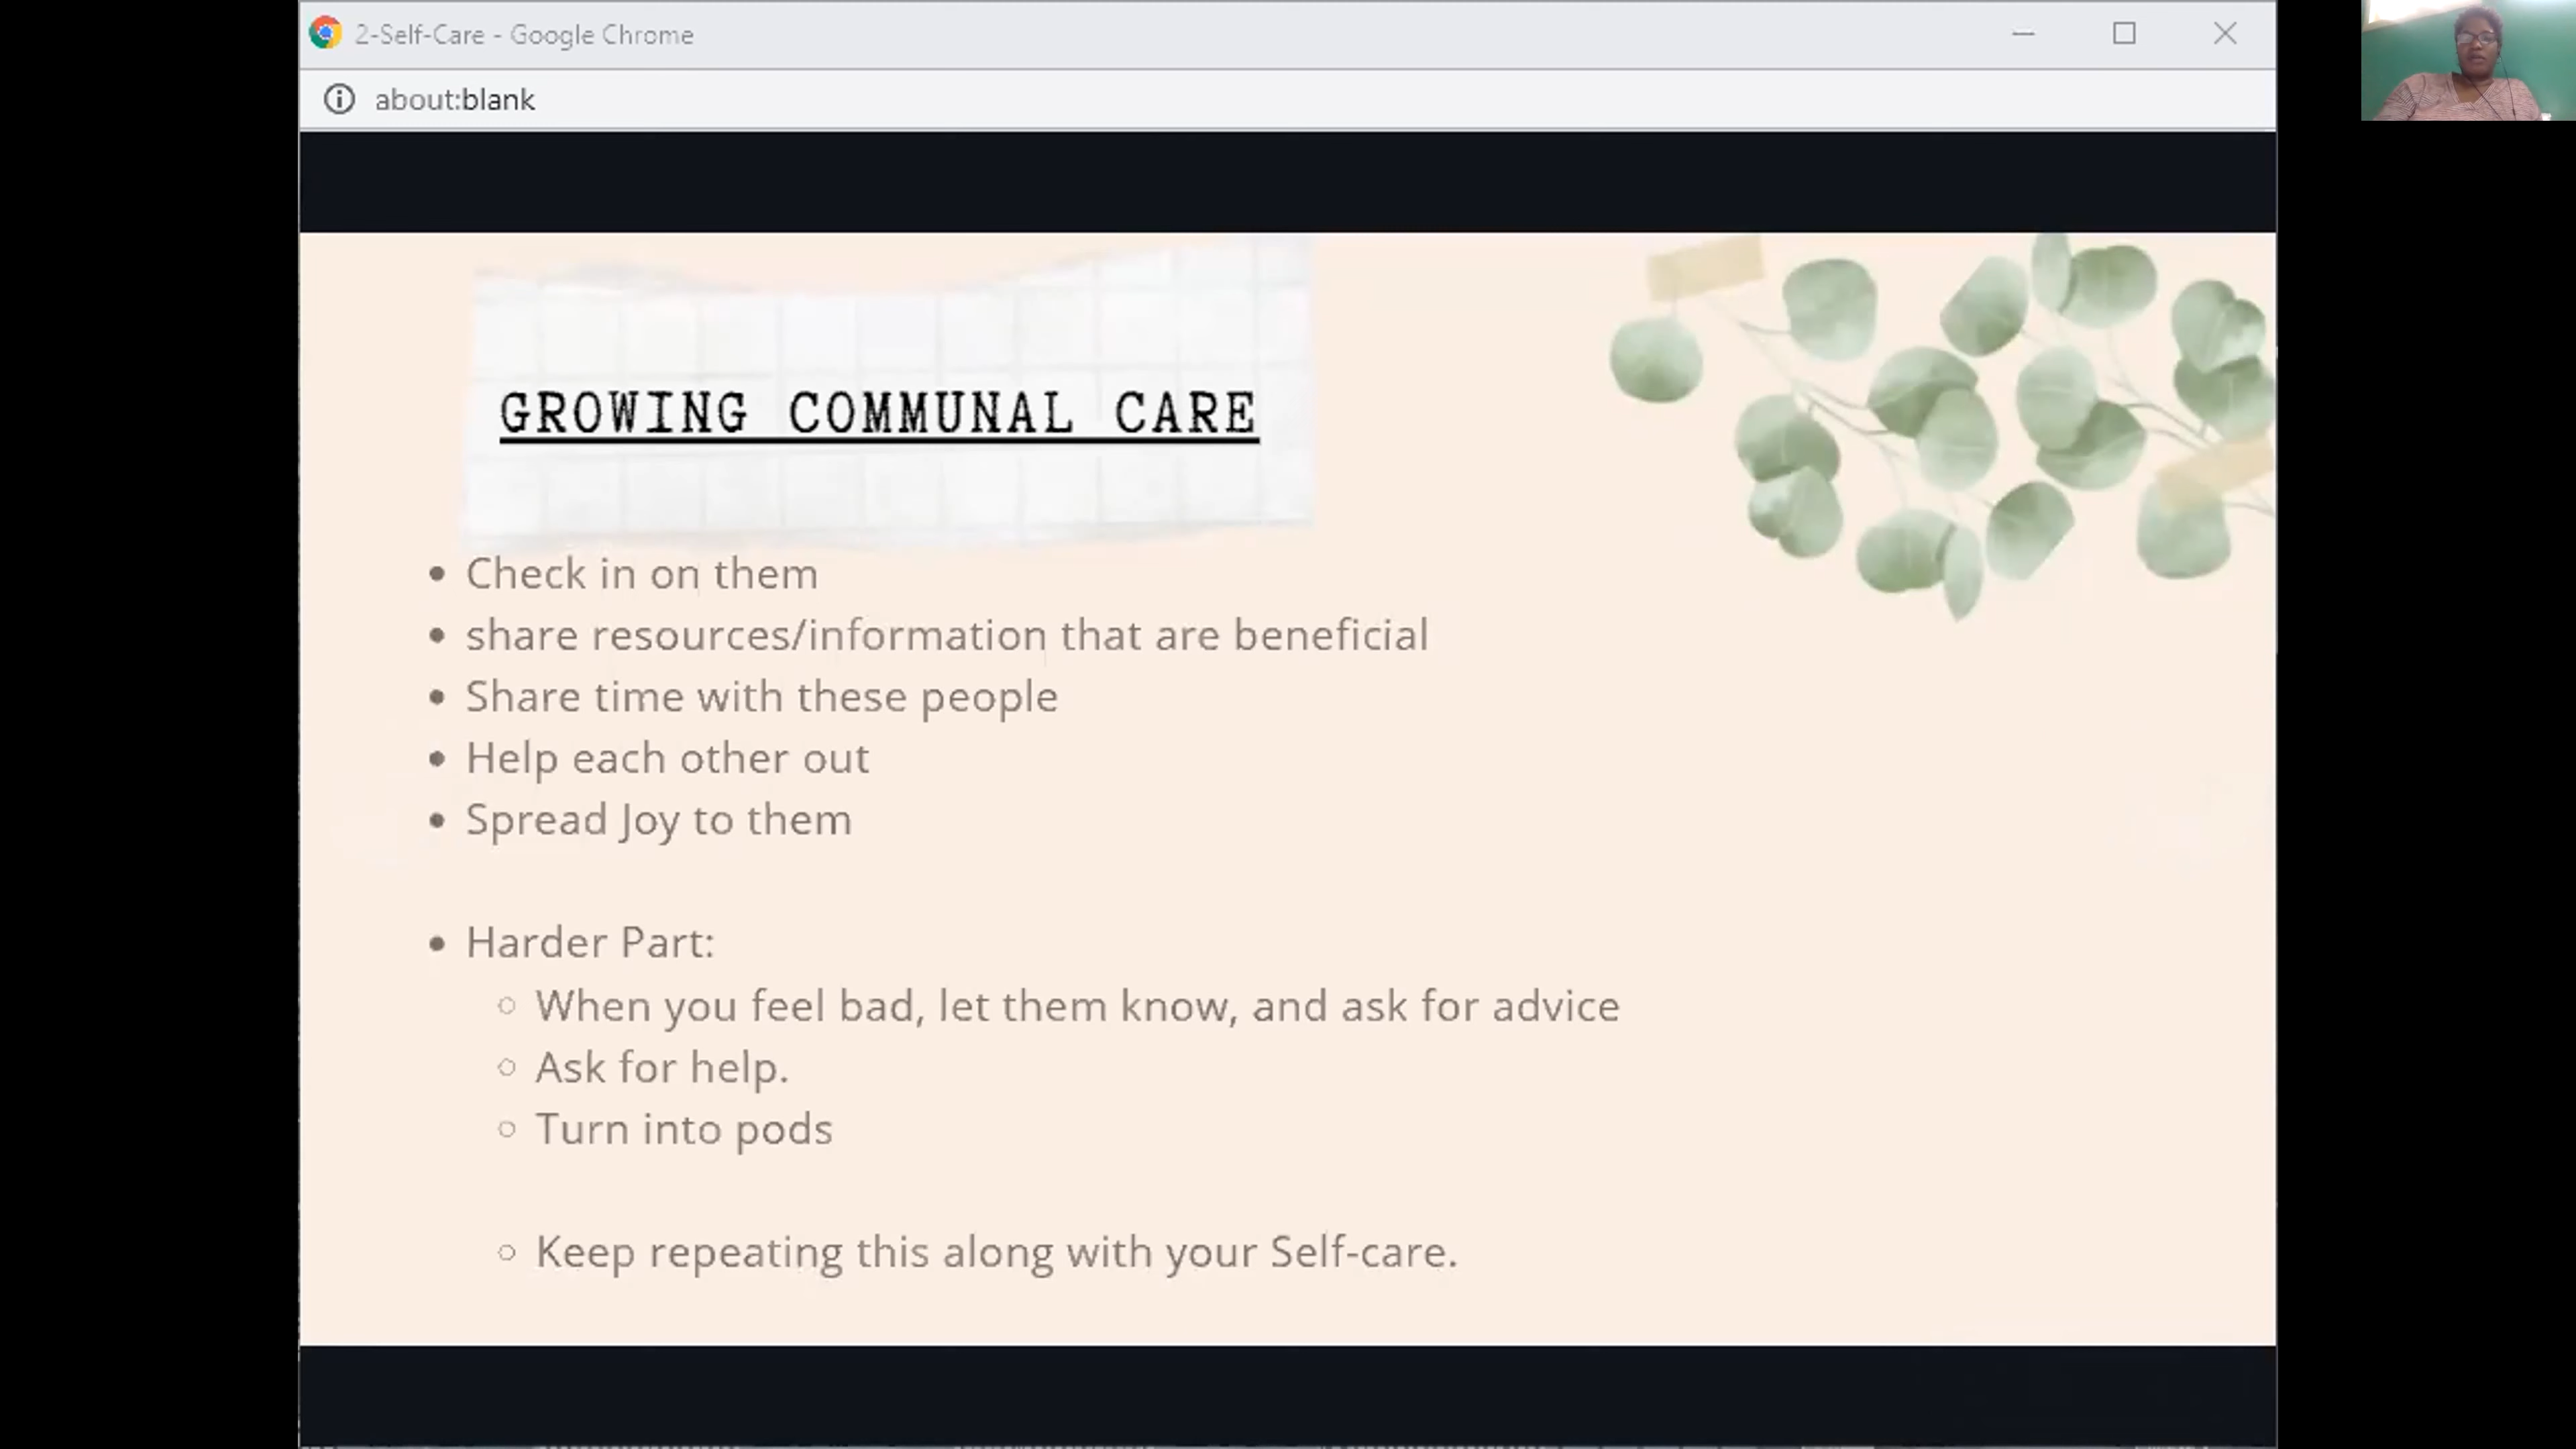 2-Self-Care - Google Chrome
about:blank
GROWING COMMUNAL CARE
• Check in on them
• share resources/information that are beneficial
• Share time with these people
• Help each other out
• Spread Joy to them
• Harder Part:
○ When you feel bad, let them know, and ask for advice
○ Ask for help.
○ Turn into pods
○ Keep repeating this along with your Self-care.